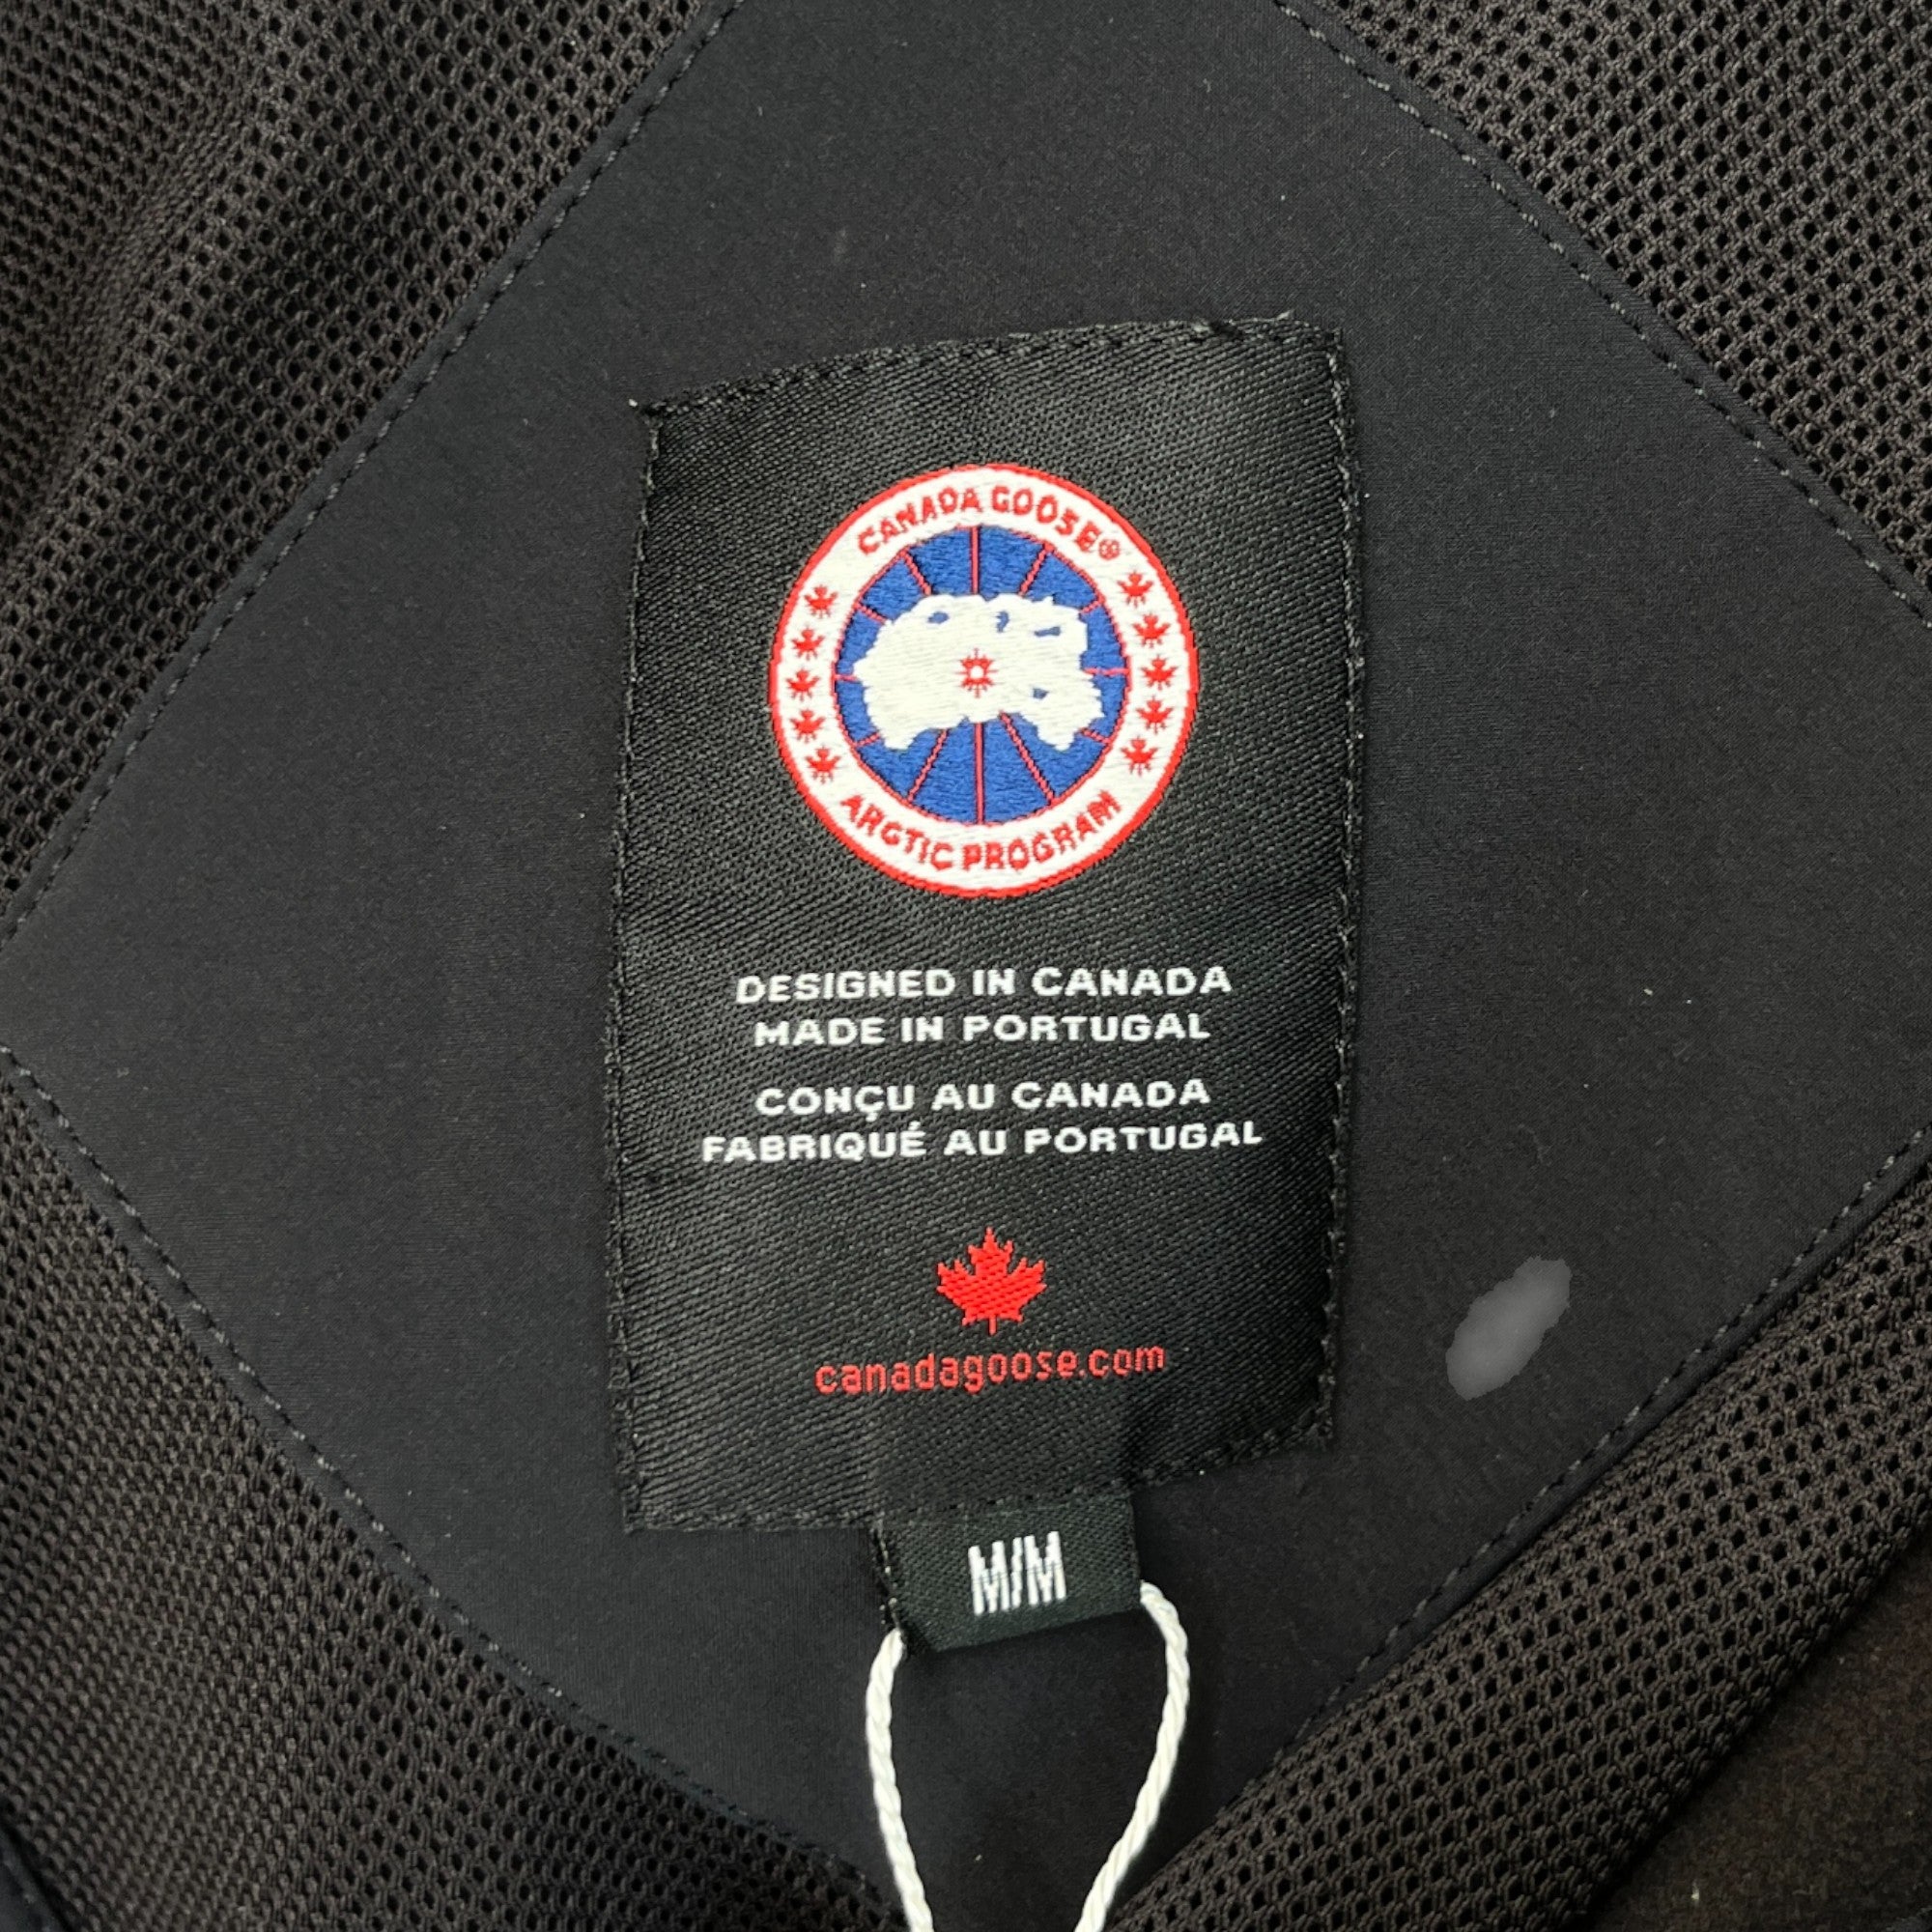 CANADA GOOSE®
ARCTIC PROGRAM
DESIGNED IN CANADA
MADE IN PORTUGAL
CONÇU AU CANADA
FABRIQUÉ AU PORTUGAL
canadagoose.com
M/M